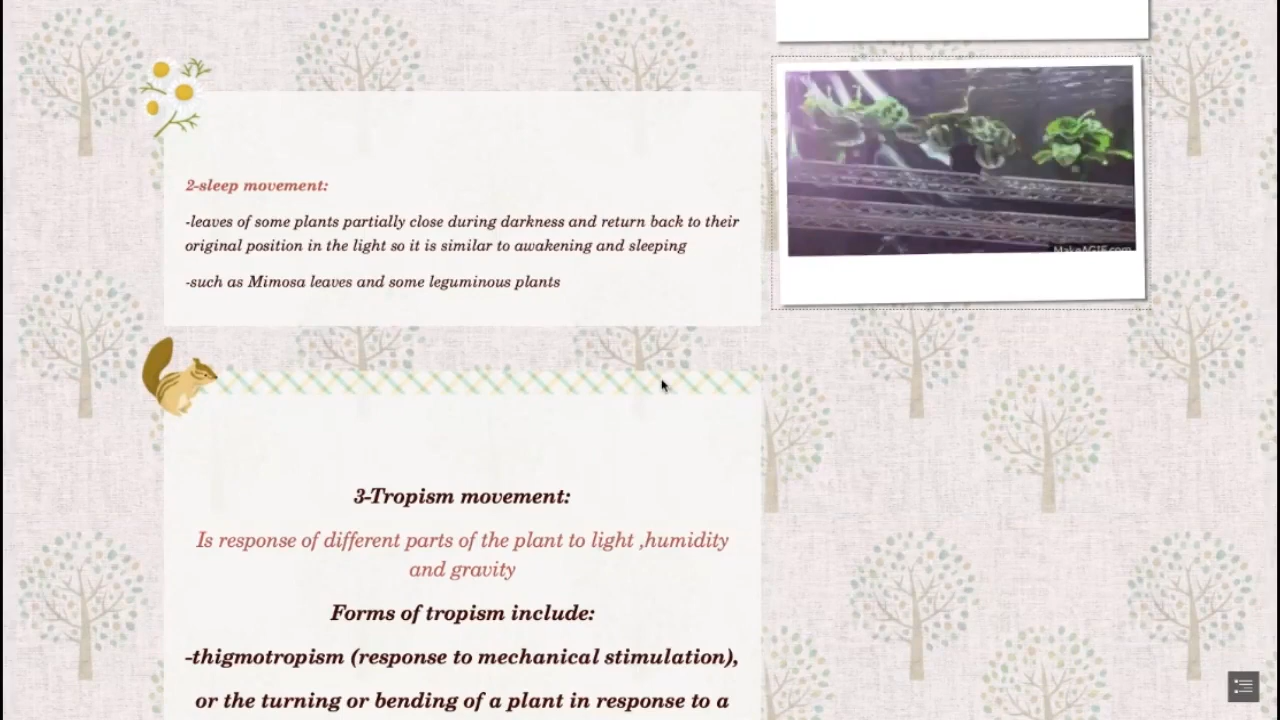 MakeAGIF.com
2-sleep movement:
-leaves of some plants partially close during darkness and return back to their
original position in the light so it is similar to awakening and sleeping
-such as Mimosa leaves and some leguminous plants
3-Tropism movement:
Is response of different parts of the plant to light ,humidity
and gravity
Forms of tropism include:
-thigmotropism (response to mechanical stimulation),
or the turning or bending of a plant in response to a